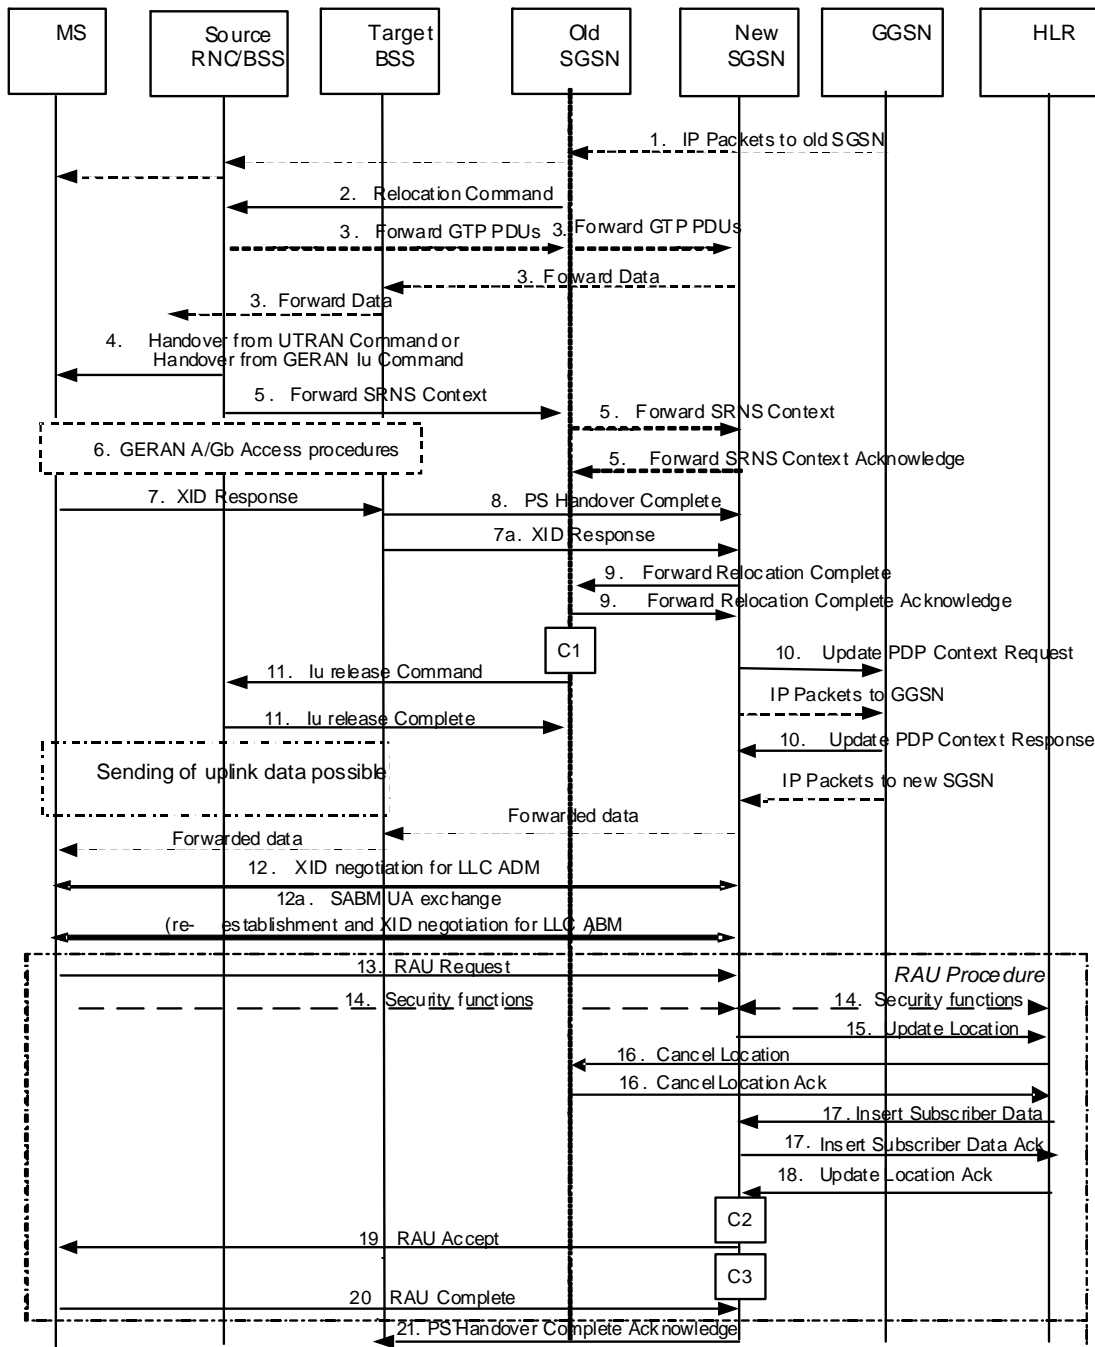 MS
Source
RNC/BSS
Target
BSS
Old
SGSN
New
SGSN
GGSN
HLR
1. IP Packets to old SGSN
2. Relocation Command
3. Forward GTP PDUs
3. Forward GTP PDUs
3. Forward Data
3. Forward Data
4. Handover from UTRAN Command or
Handover from GERAN Iu Command
5. Forward SRNS Context
5. Forward SRNS Context
6. GERAN A/Gb Access procedures
5. Forward SRNS Context Acknowledge
7. XID Response
8. PS Handover Complete
7a. XID Response
9. Forward Relocation Complete
9. Forward Relocation Complete Acknowledge
C1
10. Update PDP Context Request
11. Iu release Command
IP Packets to GGSN
11. Iu release Complete
10. Update PDP Context Response
Sending of uplink data possible
IP Packets to new SGSN
Forwarded data
Forwarded data
12. XID negotiation for LLC ADM
12a. SABM UA exchange
(re- establishment and XID negotiation for LLC ABM)
13. RAU Request
RAU Procedure
14. Security functions
14. Security functions
15. Update Location
16. Cancel Location
16. Cancel Location Ack
17. Insert Subscriber Data
17. Insert Subscriber Data Ack
18. Update Location Ack
C2
19. RAU Accept
C3
20 RAU Complete
21. PS Handover Complete Acknowledge